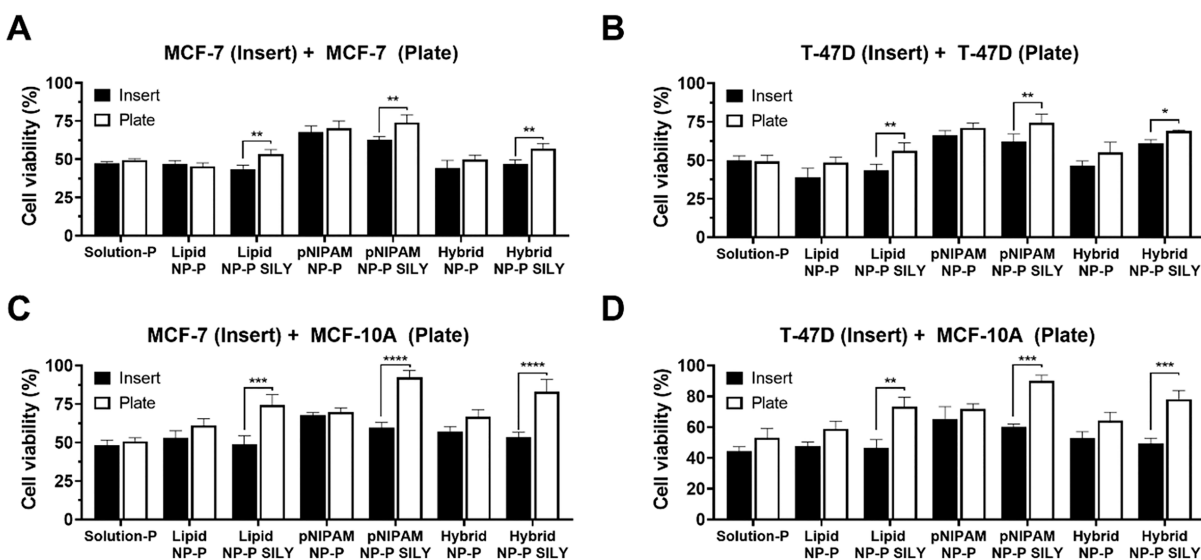 A
MCF-7 (Insert) + MCF-7 (Plate)
Cell viability (%)
100
75
50
25
0
Insert
Plate
**
**
**
Solution-P
Lipid
NP-P
Lipid
NP-P SILY
pNIPAM
NP-P
pNIPAM
NP-P SILY
Hybrid
NP-P
Hybrid
NP-P SILY
B
T-47D (Insert) + T-47D (Plate)
Cell viability (%)
100
75
50
25
0
Insert
Plate
**
**
*
Solution-P
Lipid
NP-P
Lipid
NP-P SILY
pNIPAM
NP-P
pNIPAM
NP-P SILY
Hybrid
NP-P
Hybrid
NP-P SILY
C
MCF-7 (Insert) + MCF-10A (Plate)
Cell viability (%)
100
75
50
25
0
Insert
Plate
***
****
****
Solution-P
Lipid
NP-P
Lipid
NP-P SILY
pNIPAM
NP-P
pNIPAM
NP-P SILY
Hybrid
NP-P
Hybrid
NP-P SILY
D
T-47D (Insert) + MCF-10A (Plate)
Cell viability (%)
100
80
60
40
20
0
Insert
Plate
**
***
***
Solution-P
Lipid
NP-P
Lipid
NP-P SILY
pNIPAM
NP-P
pNIPAM
NP-P SILY
Hybrid
NP-P
Hybrid
NP-P SILY